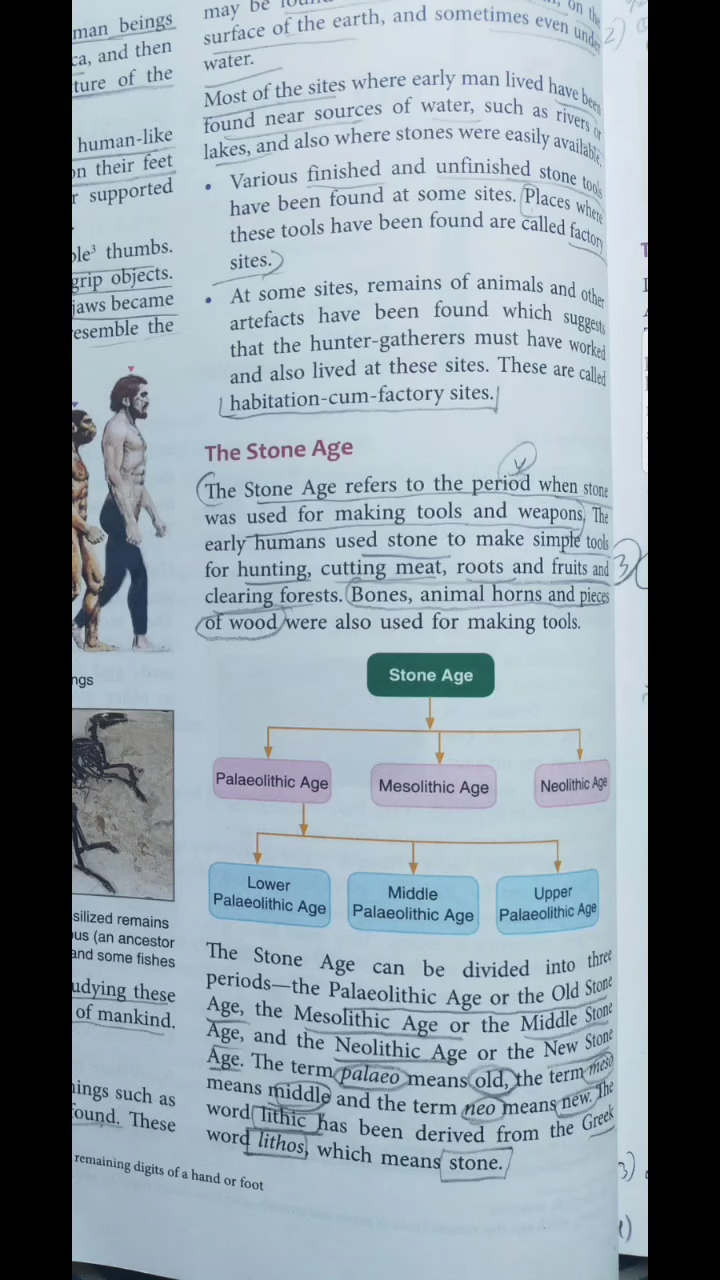 man beings
ca, and then
ture of the
human-like
on their feet
supported
thumbs.
grip objects.
jaws became
esemble the
ngs
silized remains
us (an ancestor
and some fishes
udying these
of mankind.
ings such as
found. These
remaining digits of a hand or foot
may be on the
surface of the earth, and sometimes even under
water.
Most of the sites where early man lived have been
found near sources of water, such as rivers or
lakes, and also where stones were easily available.
• Various finished and unfinished stone tools
have been found at some sites. Places where
these tools have been found are called factory
sites.
• At some sites, remains of animals and other
artefacts have been found which suggests
that the hunter-gatherers must have worked
and also lived at these sites. These are called
habitation-cum-factory sites.
The Stone Age
The Stone Age refers to the period when stone
was used for making tools and weapons. The
early humans used stone to make simple tools
for hunting, cutting meat, roots and fruits and
clearing forests. Bones, animal horns and pieces
of wood were also used for making tools.
Stone Age
Palaeolithic Age Mesolithic Age Neolithic Age
Lower Middle Upper
Palaeolithic Age Palaeolithic Age Palaeolithic Age
The Stone Age can be divided into three
periods—the Palaeolithic Age or the Old Stone
Age, the Mesolithic Age or the Middle Stone
Age, and the Neolithic Age or the New Stone
Age. The term palaeo means old, the term meso
means middle and the term neo means new. The
word lithic has been derived from the Greek
word lithos, which means stone.
2)
3)
3)